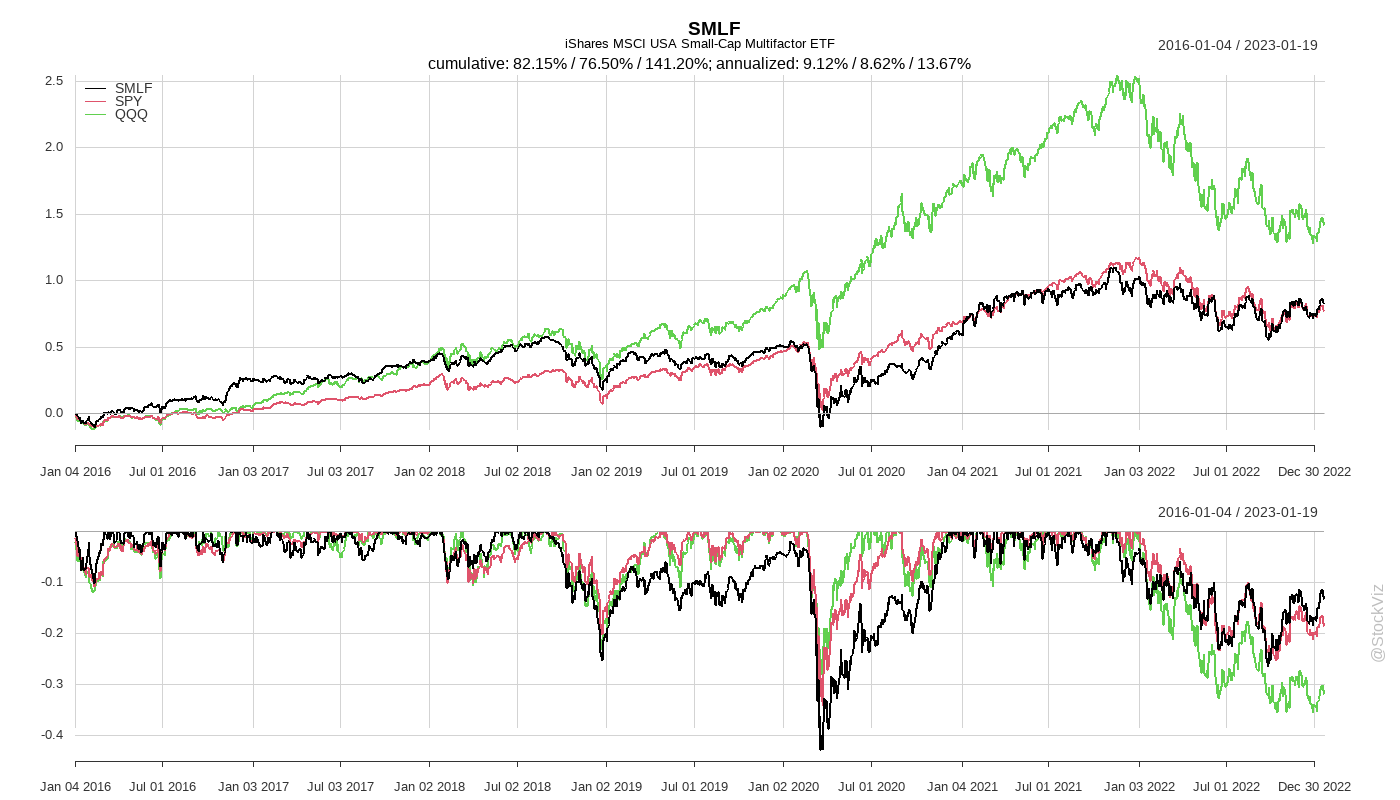 SMLF
iShares MSCI USA Small-Cap Multifactor ETF
2016-01-04 / 2023-01-19
cumulative: 82.15% / 76.50% / 141.20%; annualized: 9.12% / 8.62% / 13.67%
SMLF
SPY
QQQ
2.5
2.0
1.5
1.0
0.5
0.0
Jan 04 2016 Jul 01 2016 Jan 03 2017 Jul 03 2017 Jan 02 2018 Jul 02 2018 Jan 02 2019 Jul 01 2019 Jan 02 2020 Jul 01 2020 Jan 04 2021 Jul 01 2021 Jan 03 2022 Jul 01 2022 Dec 30 2022
2016-01-04 / 2023-01-19
-0.1
-0.2
-0.3
-0.4
Jan 04 2016 Jul 01 2016 Jan 03 2017 Jul 03 2017 Jan 02 2018 Jul 02 2018 Jan 02 2019 Jul 01 2019 Jan 02 2020 Jul 01 2020 Jan 04 2021 Jul 01 2021 Jan 03 2022 Jul 01 2022 Dec 30 2022
@StockViz